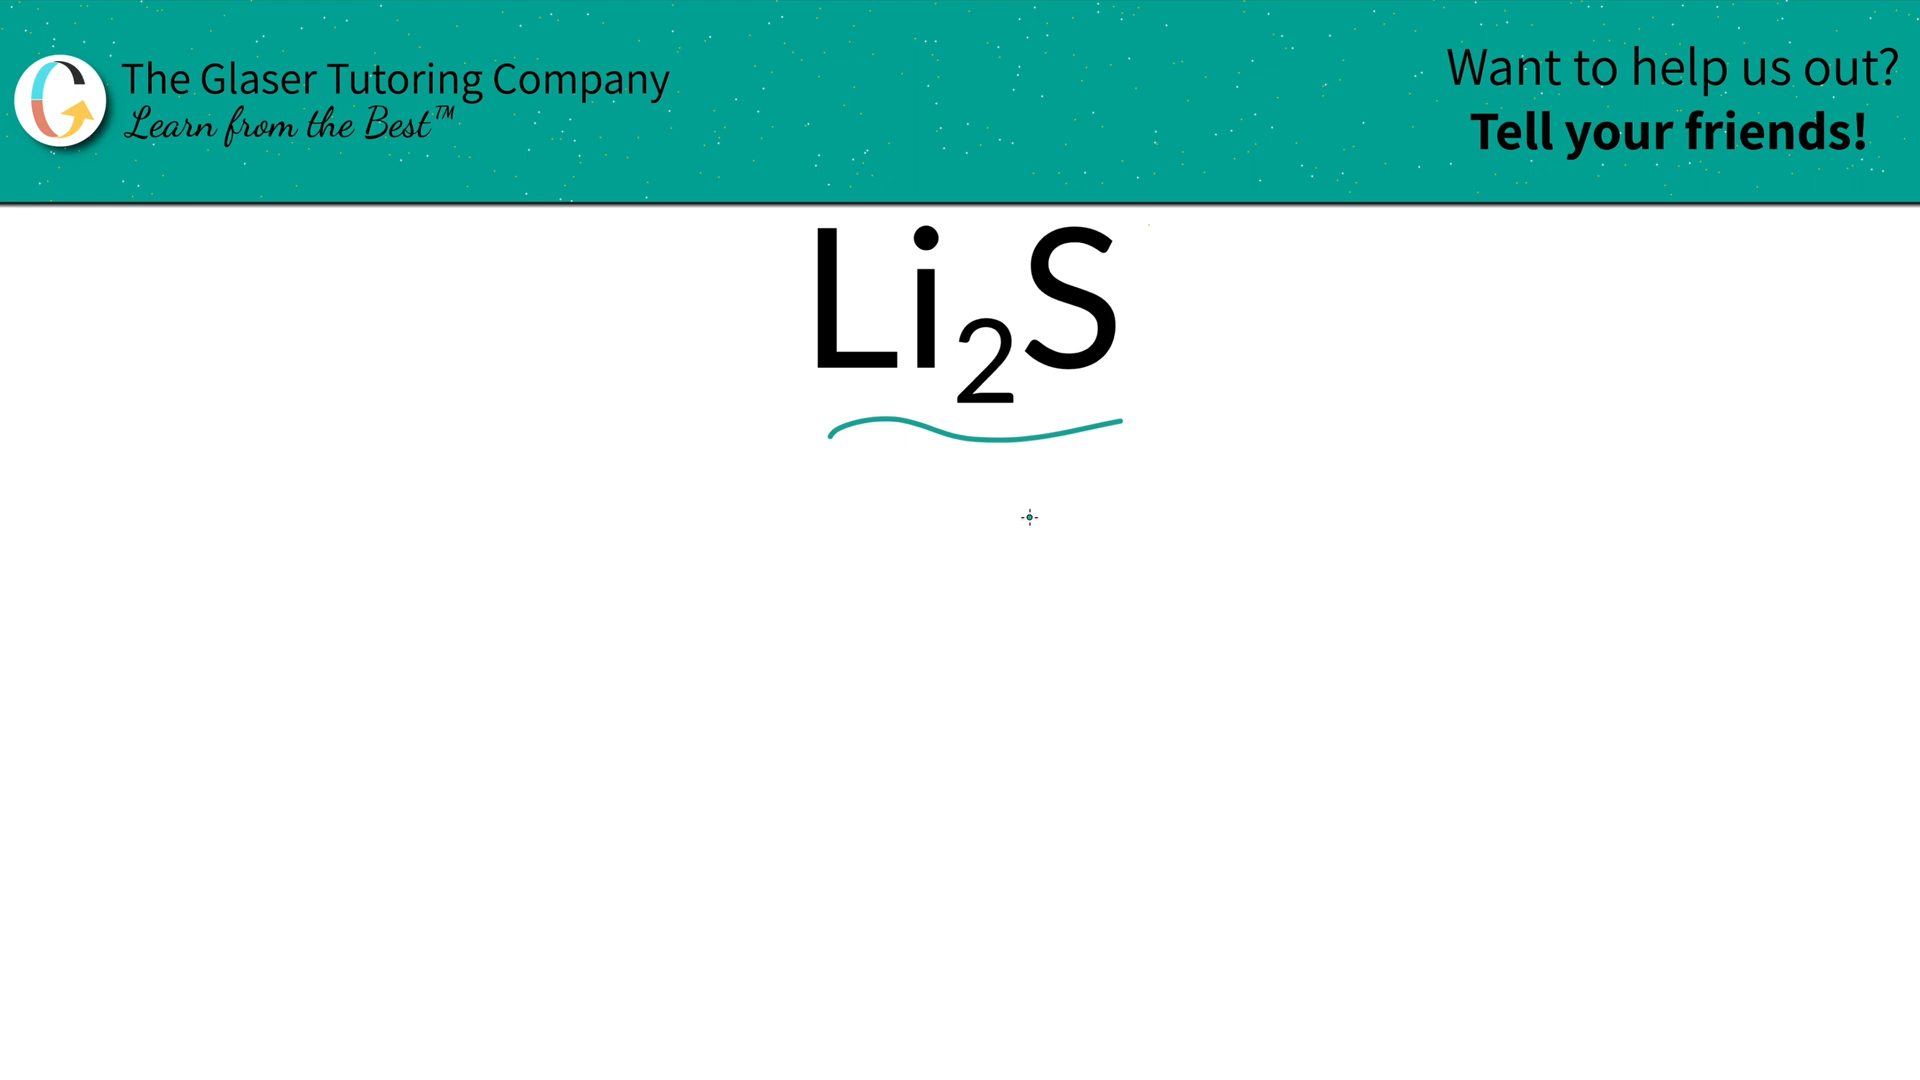 The Glaser Tutoring Company
Learn from the Best™
Want to help us out?
Tell your friends!
Li₂S